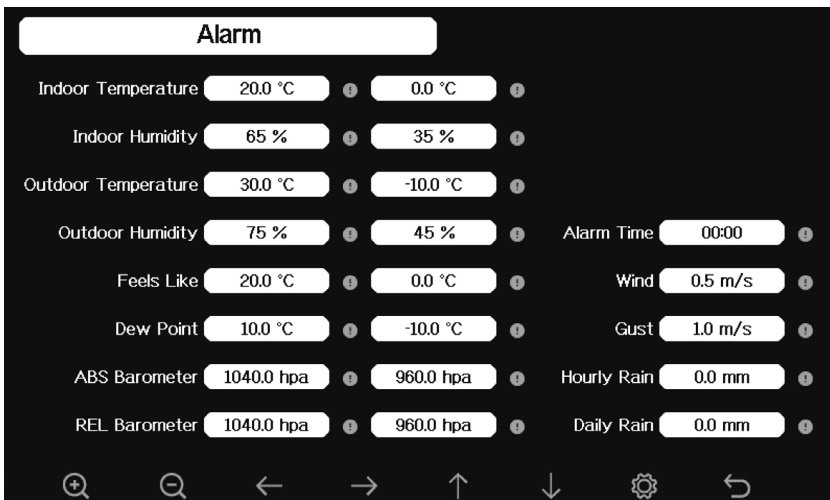 Alarm
Indoor Temperature 20.0 °C 0.0 °C
Indoor Humidity 65 % 35 %
Outdoor Temperature 30.0 °C -10.0 °C
Outdoor Humidity 75 % 45 % Alarm Time 00:00
Feels Like 20.0 °C 0.0 °C Wind 0.5 m/s
Dew Point 10.0 °C -10.0 °C Gust 1.0 m/s
ABS Barometer 1040.0 hpa 960.0 hpa Hourly Rain 0.0 mm
REL Barometer 1040.0 hpa 960.0 hpa Daily Rain 0.0 mm